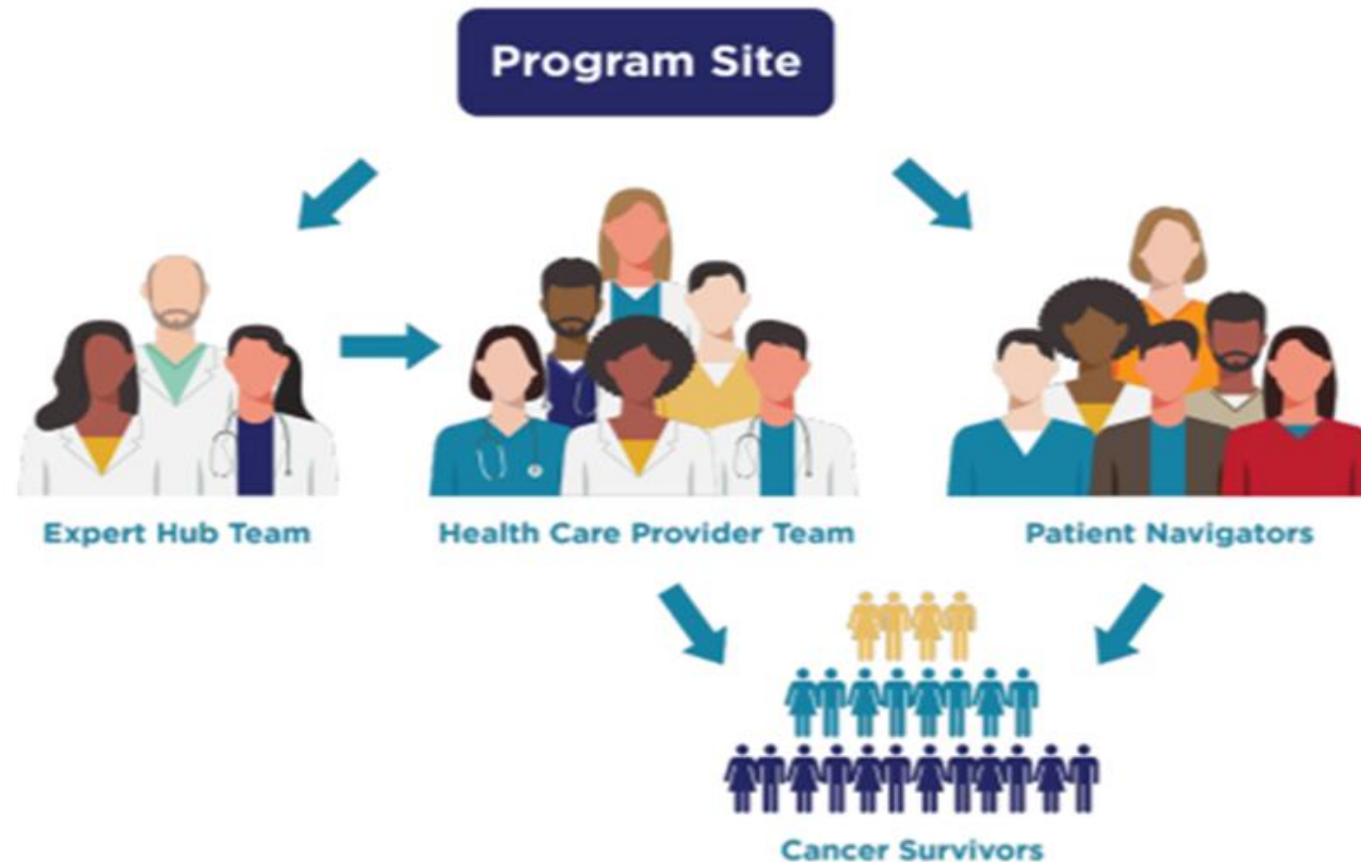 Program Site
Expert Hub Team
Health Care Provider Team
Patient Navigators
Cancer Survivors